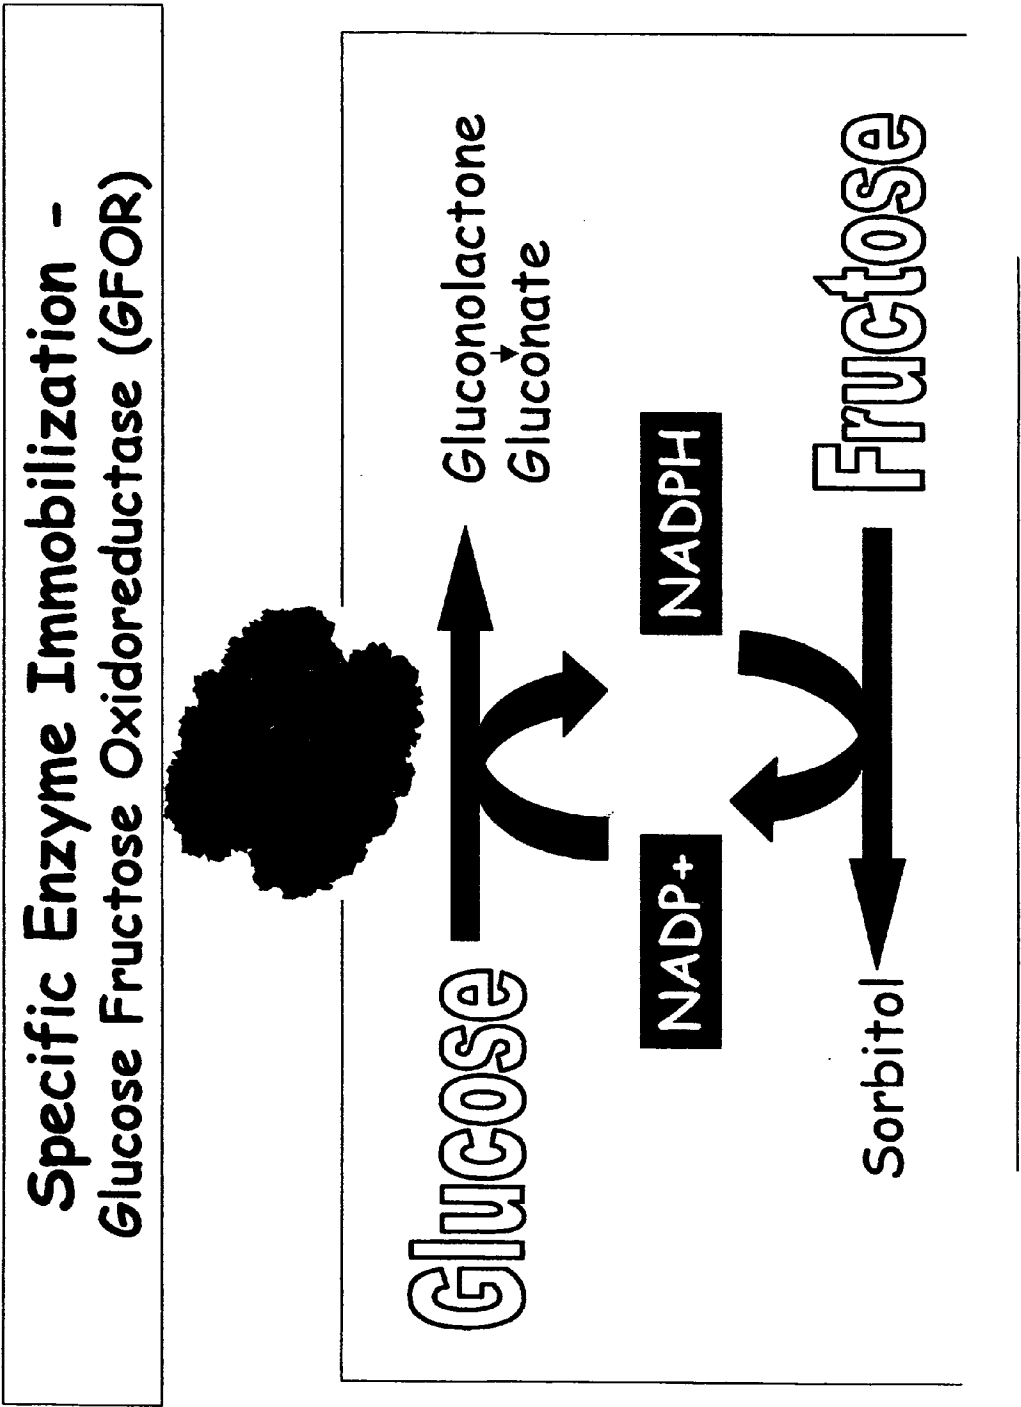 Specific Enzyme Immobilization -
Glucose Fructose Oxidoreductase (GFOR)
Glucose
Gluconolactone
Gluconate
NADP+
NADPH
Sorbitol
Fructose